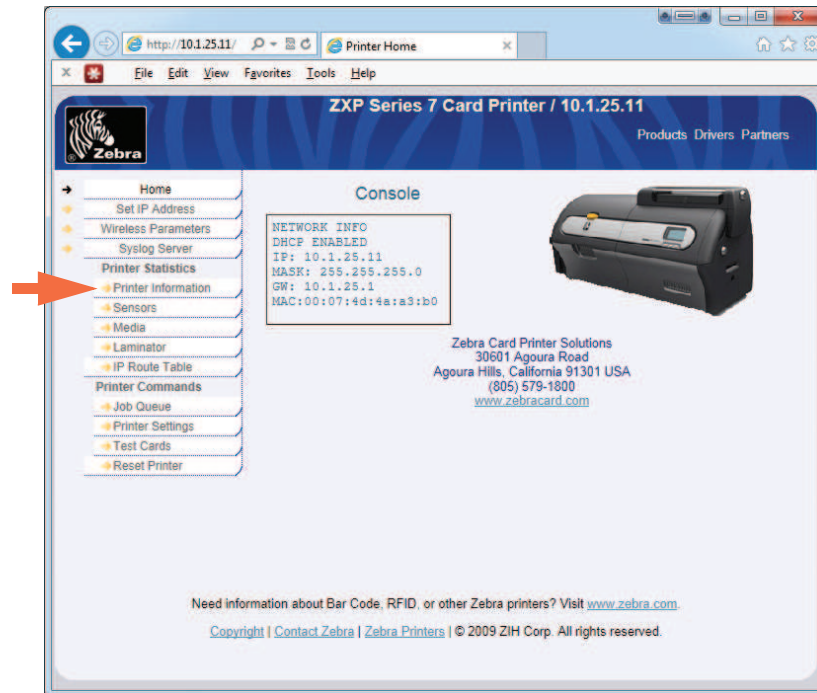 http://10.1.25.11/
Printer Home
File Edit View Favorites Tools Help
ZXP Series 7 Card Printer / 10.1.25.11
Products Drivers Partners
Zebra
Home
Set IP Address
Wireless Parameters
Syslog Server
Printer Statistics
Printer Information
Sensors
Media
Laminator
IP Route Table
Printer Commands
Job Queue
Printer Settings
Test Cards
Reset Printer
Console
NETWORK INFO
DHCP ENABLED
IP: 10.1.25.11
MASK: 255.255.255.0
GW: 10.1.25.1
MAC:00:07:4d:4a:a3:b0
Zebra Card Printer Solutions
30601 Agoura Road
Agoura Hills, California 91301 USA
(805) 579-1800
www.zebracard.com
Need information about Bar Code, RFID, or other Zebra printers? Visit www.zebra.com.
Copyright | Contact Zebra | Zebra Printers | © 2009 ZIH Corp. All rights reserved.